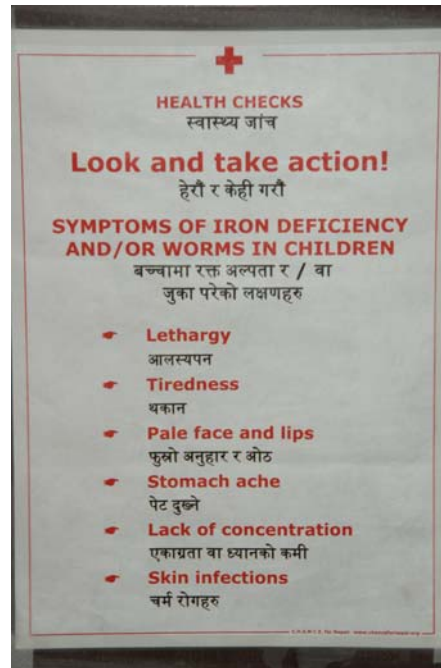 HEALTH CHECKS
स्वास्थ्य जांच
Look and take action!
हेरौं र केही गरौं
SYMPTOMS OF IRON DEFICIENCY
AND/OR WORMS IN CHILDREN
बच्चामा रक्त अल्पता र / वा
जुका परेको लक्षणहरु
Lethargy
आलस्यपन
Tiredness
थकान
Pale face and lips
फुस्रो अनुहार र ओठ
Stomach ache
पेट दुख्ने
Lack of concentration
एकाग्रता वा ध्यानको कमी
Skin infections
चर्म रोगहरु